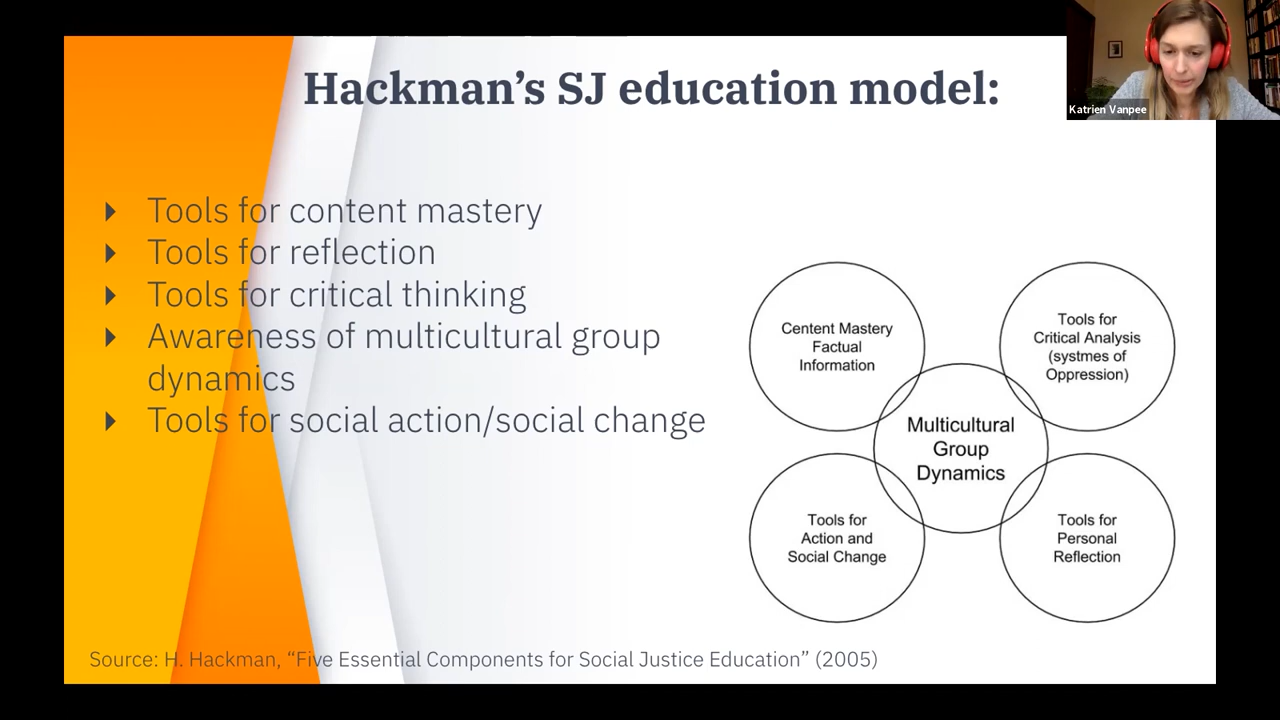 Hackman’s SJ education model:
Katrien Vanpee
Tools for content mastery
Tools for reflection
Tools for critical thinking
Awareness of multicultural group
dynamics
Tools for social action/social change
Centent Mastery
Factual
Information
Tools for
Critical Analysis
(systmes of
Oppression)
Multicultural
Group
Dynamics
Tools for
Action and
Social Change
Tools for
Personal
Reflection
Source: H. Hackman, “Five Essential Components for Social Justice Education” (2005)